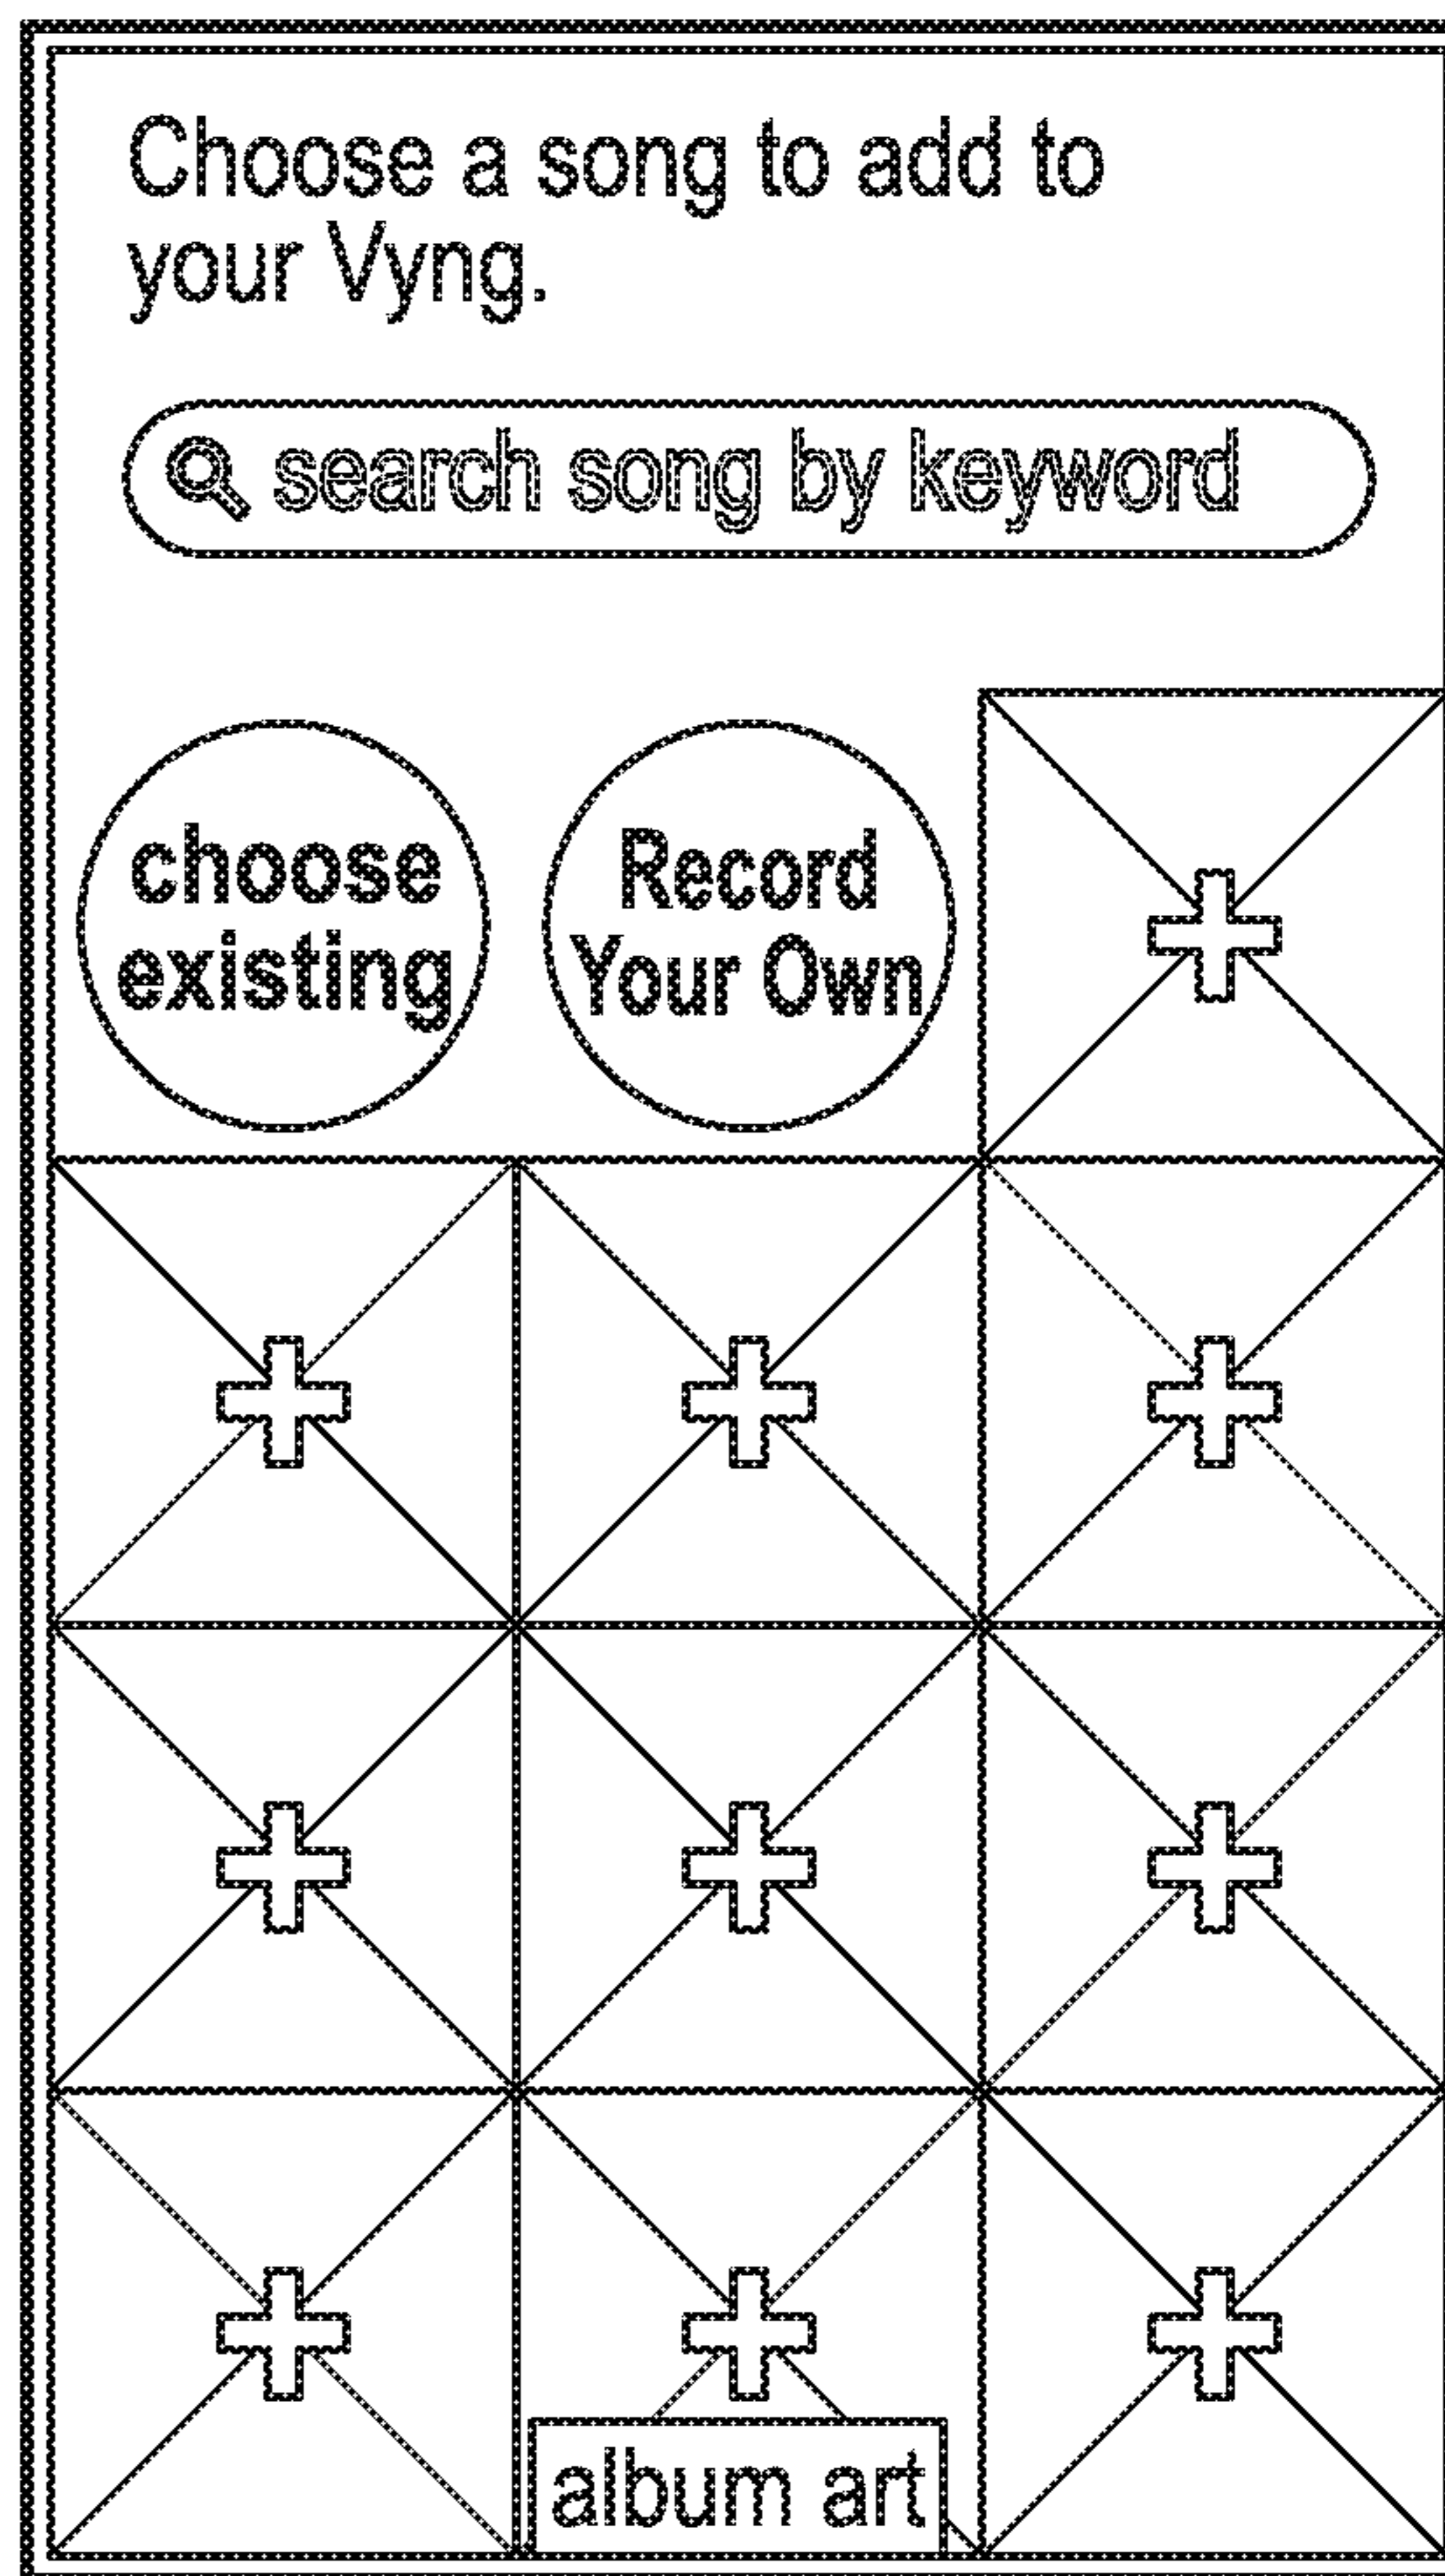 Choose a song to add to
your Vyng.
search song by keyword
choose
existing
Record
Your Own
album art